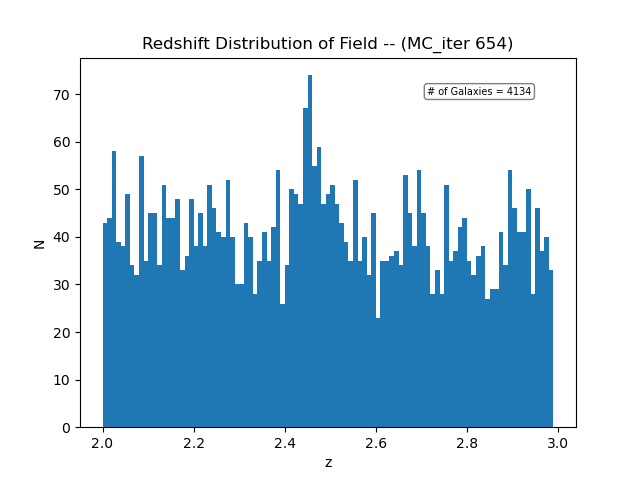 Redshift Distribution of Field -- (MC_iter 654)
# of Galaxies = 4134
70
60
50
40
30
20
10
0
N
2.0 2.2 2.4 2.6 2.8 3.0
z